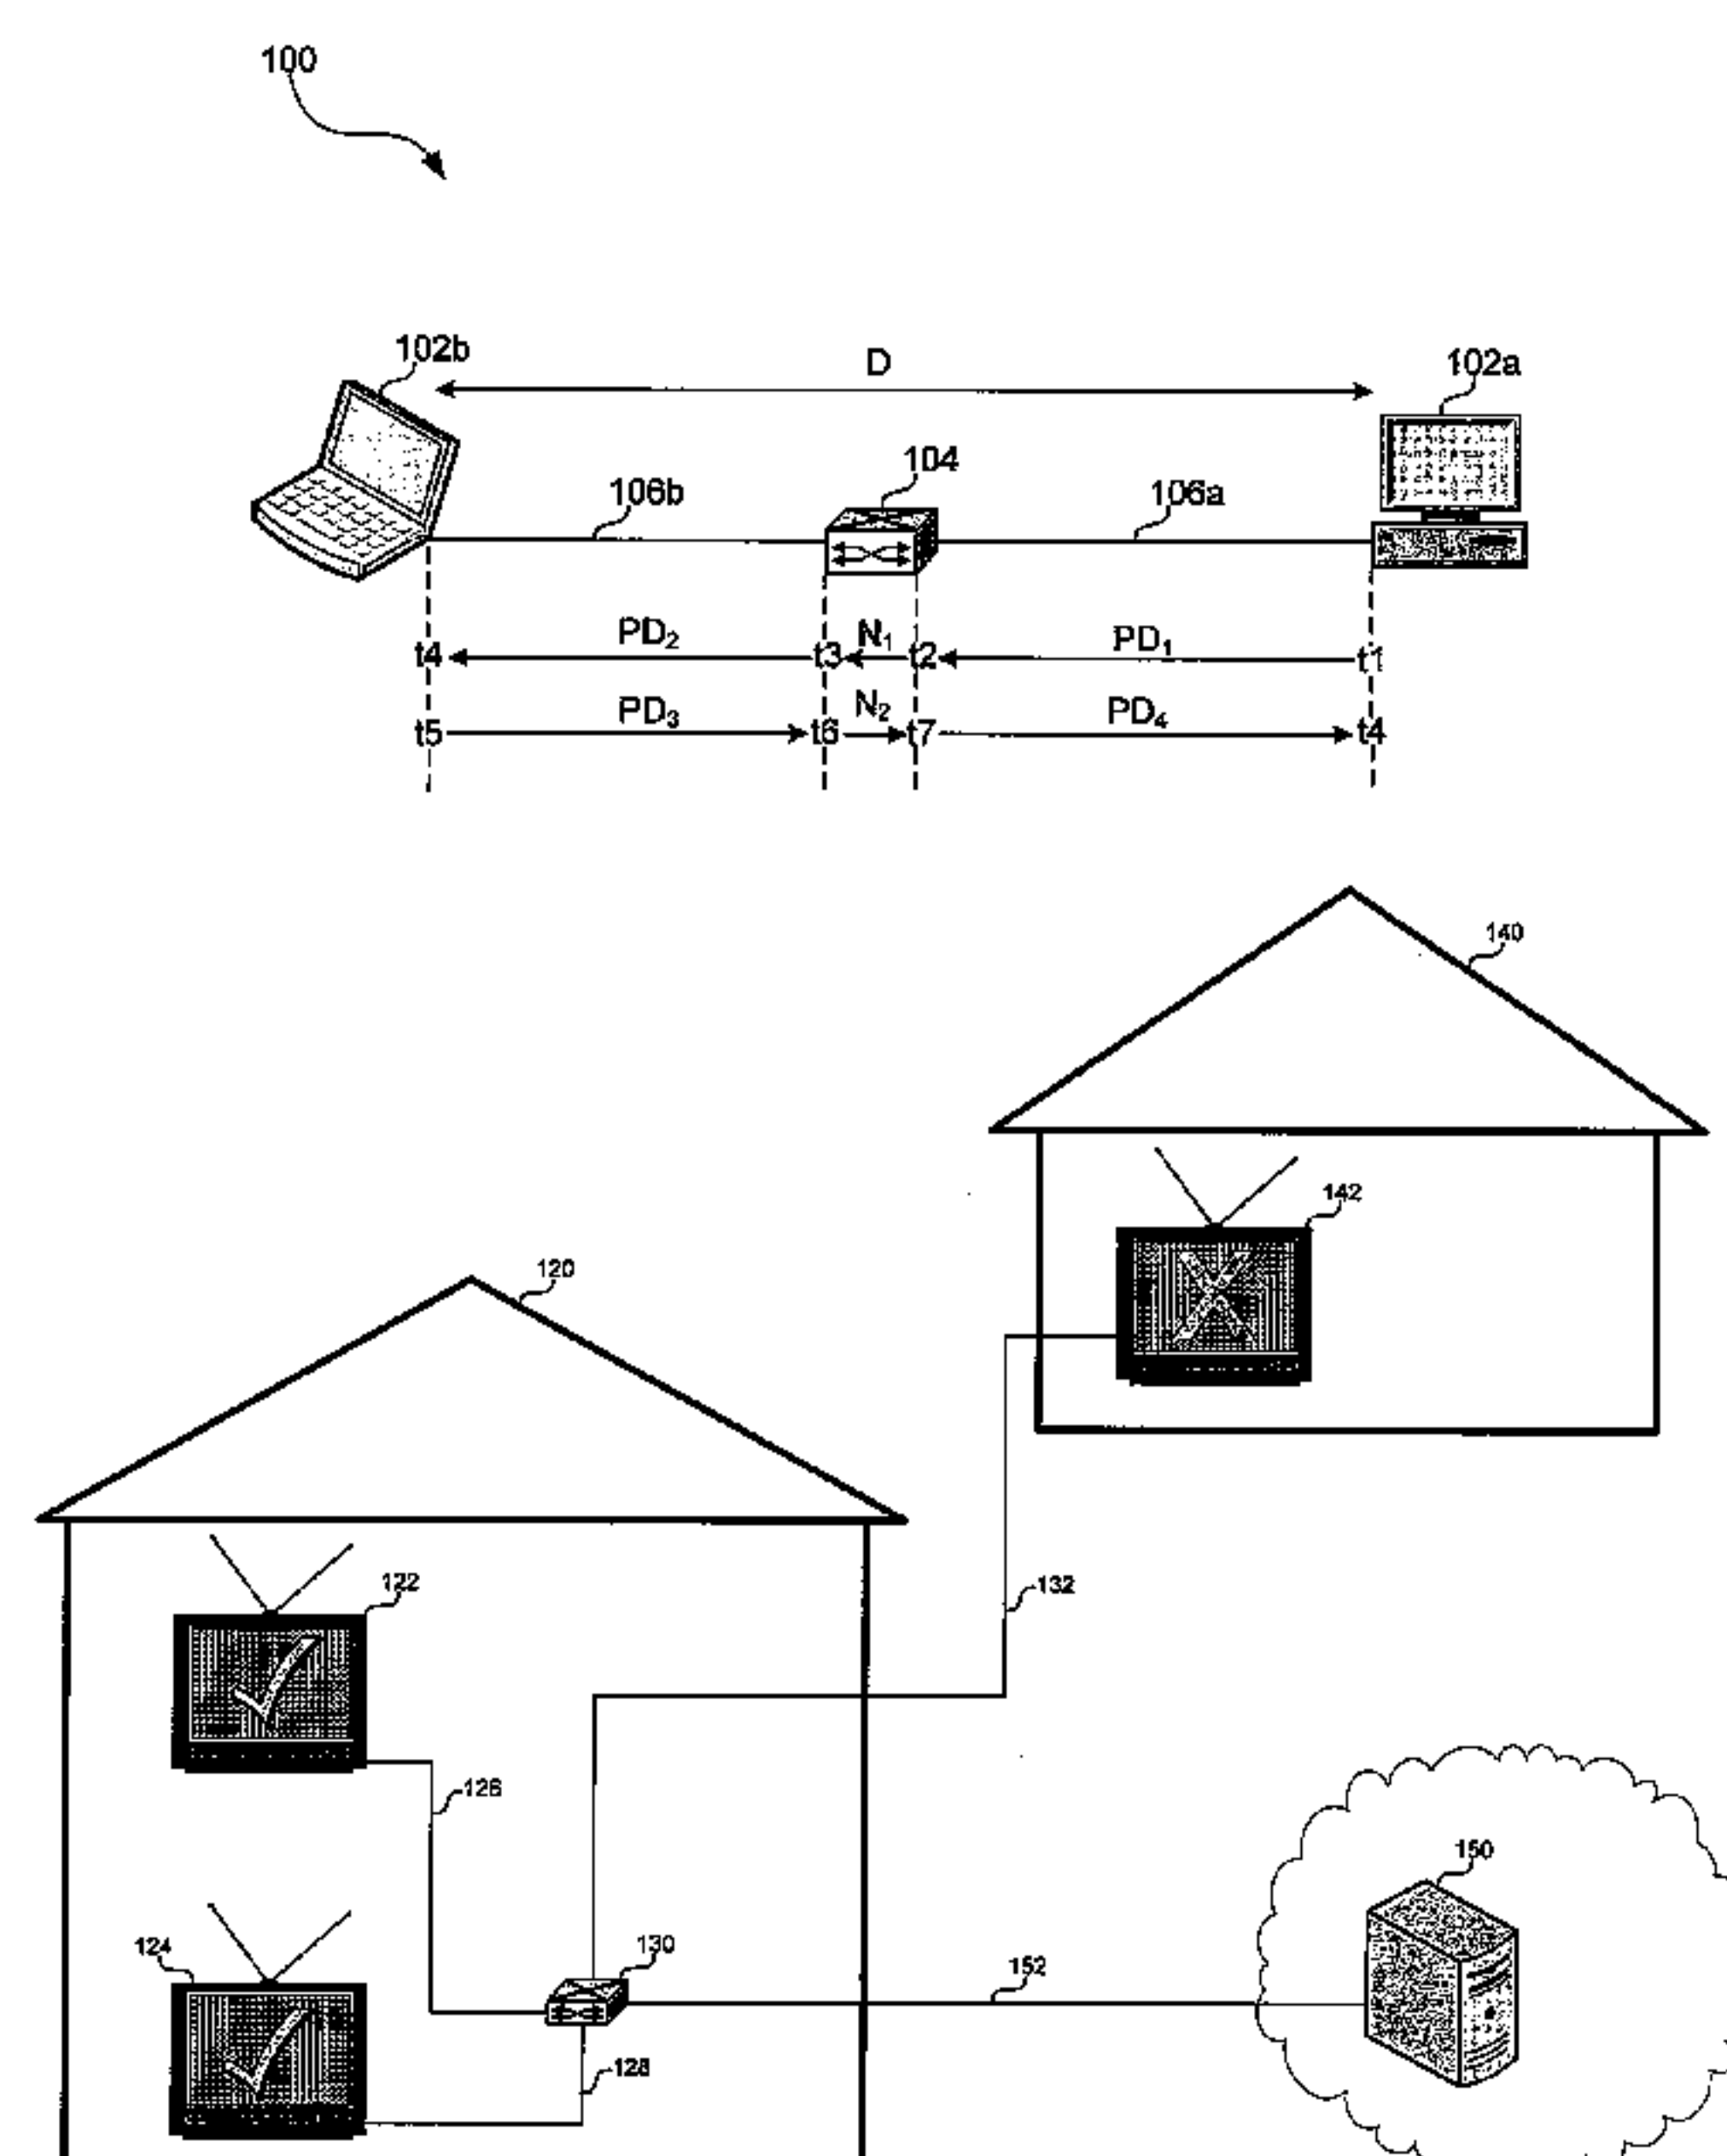 100
102b
D
102a
104
106b
106a
PD₂
N₁
PD₁
t4
t3
t2
t1
PD₃
N₂
PD₄
t5
t6
t7
t4
140
142
120
132
122
126
150
124
130
152
128